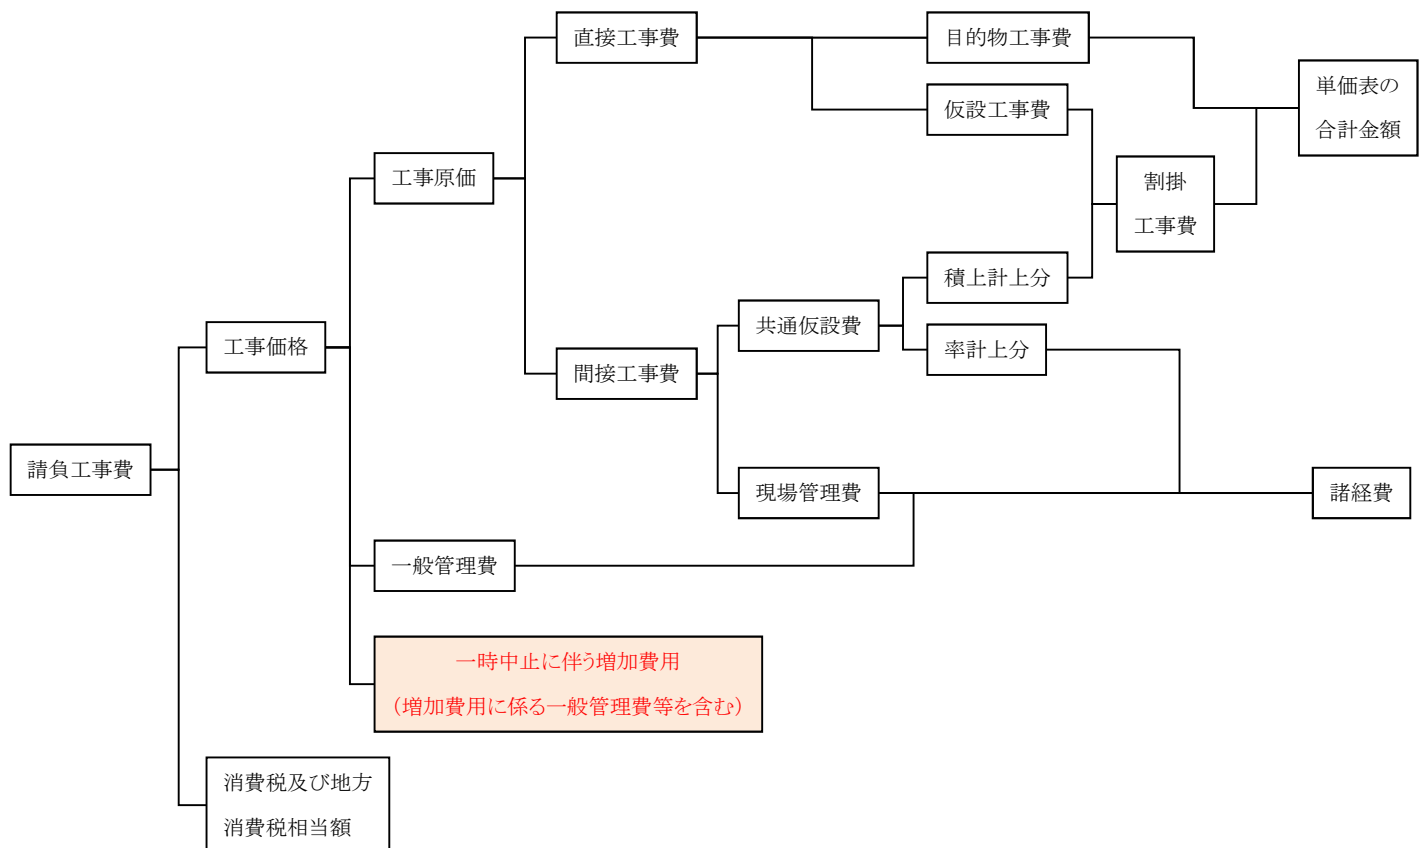 直接工事費
目的物工事費
単価表の
合計金額
仮設工事費
工事原価
割掛
工事費
積上計上分
共通仮設費
率計上分
工事価格
間接工事費
請負工事費
現場管理費
諸経費
一般管理費
一時中止に伴う増加費用
（増加費用に係る一般管理費等を含む）
消費税及び地方
消費税相当額